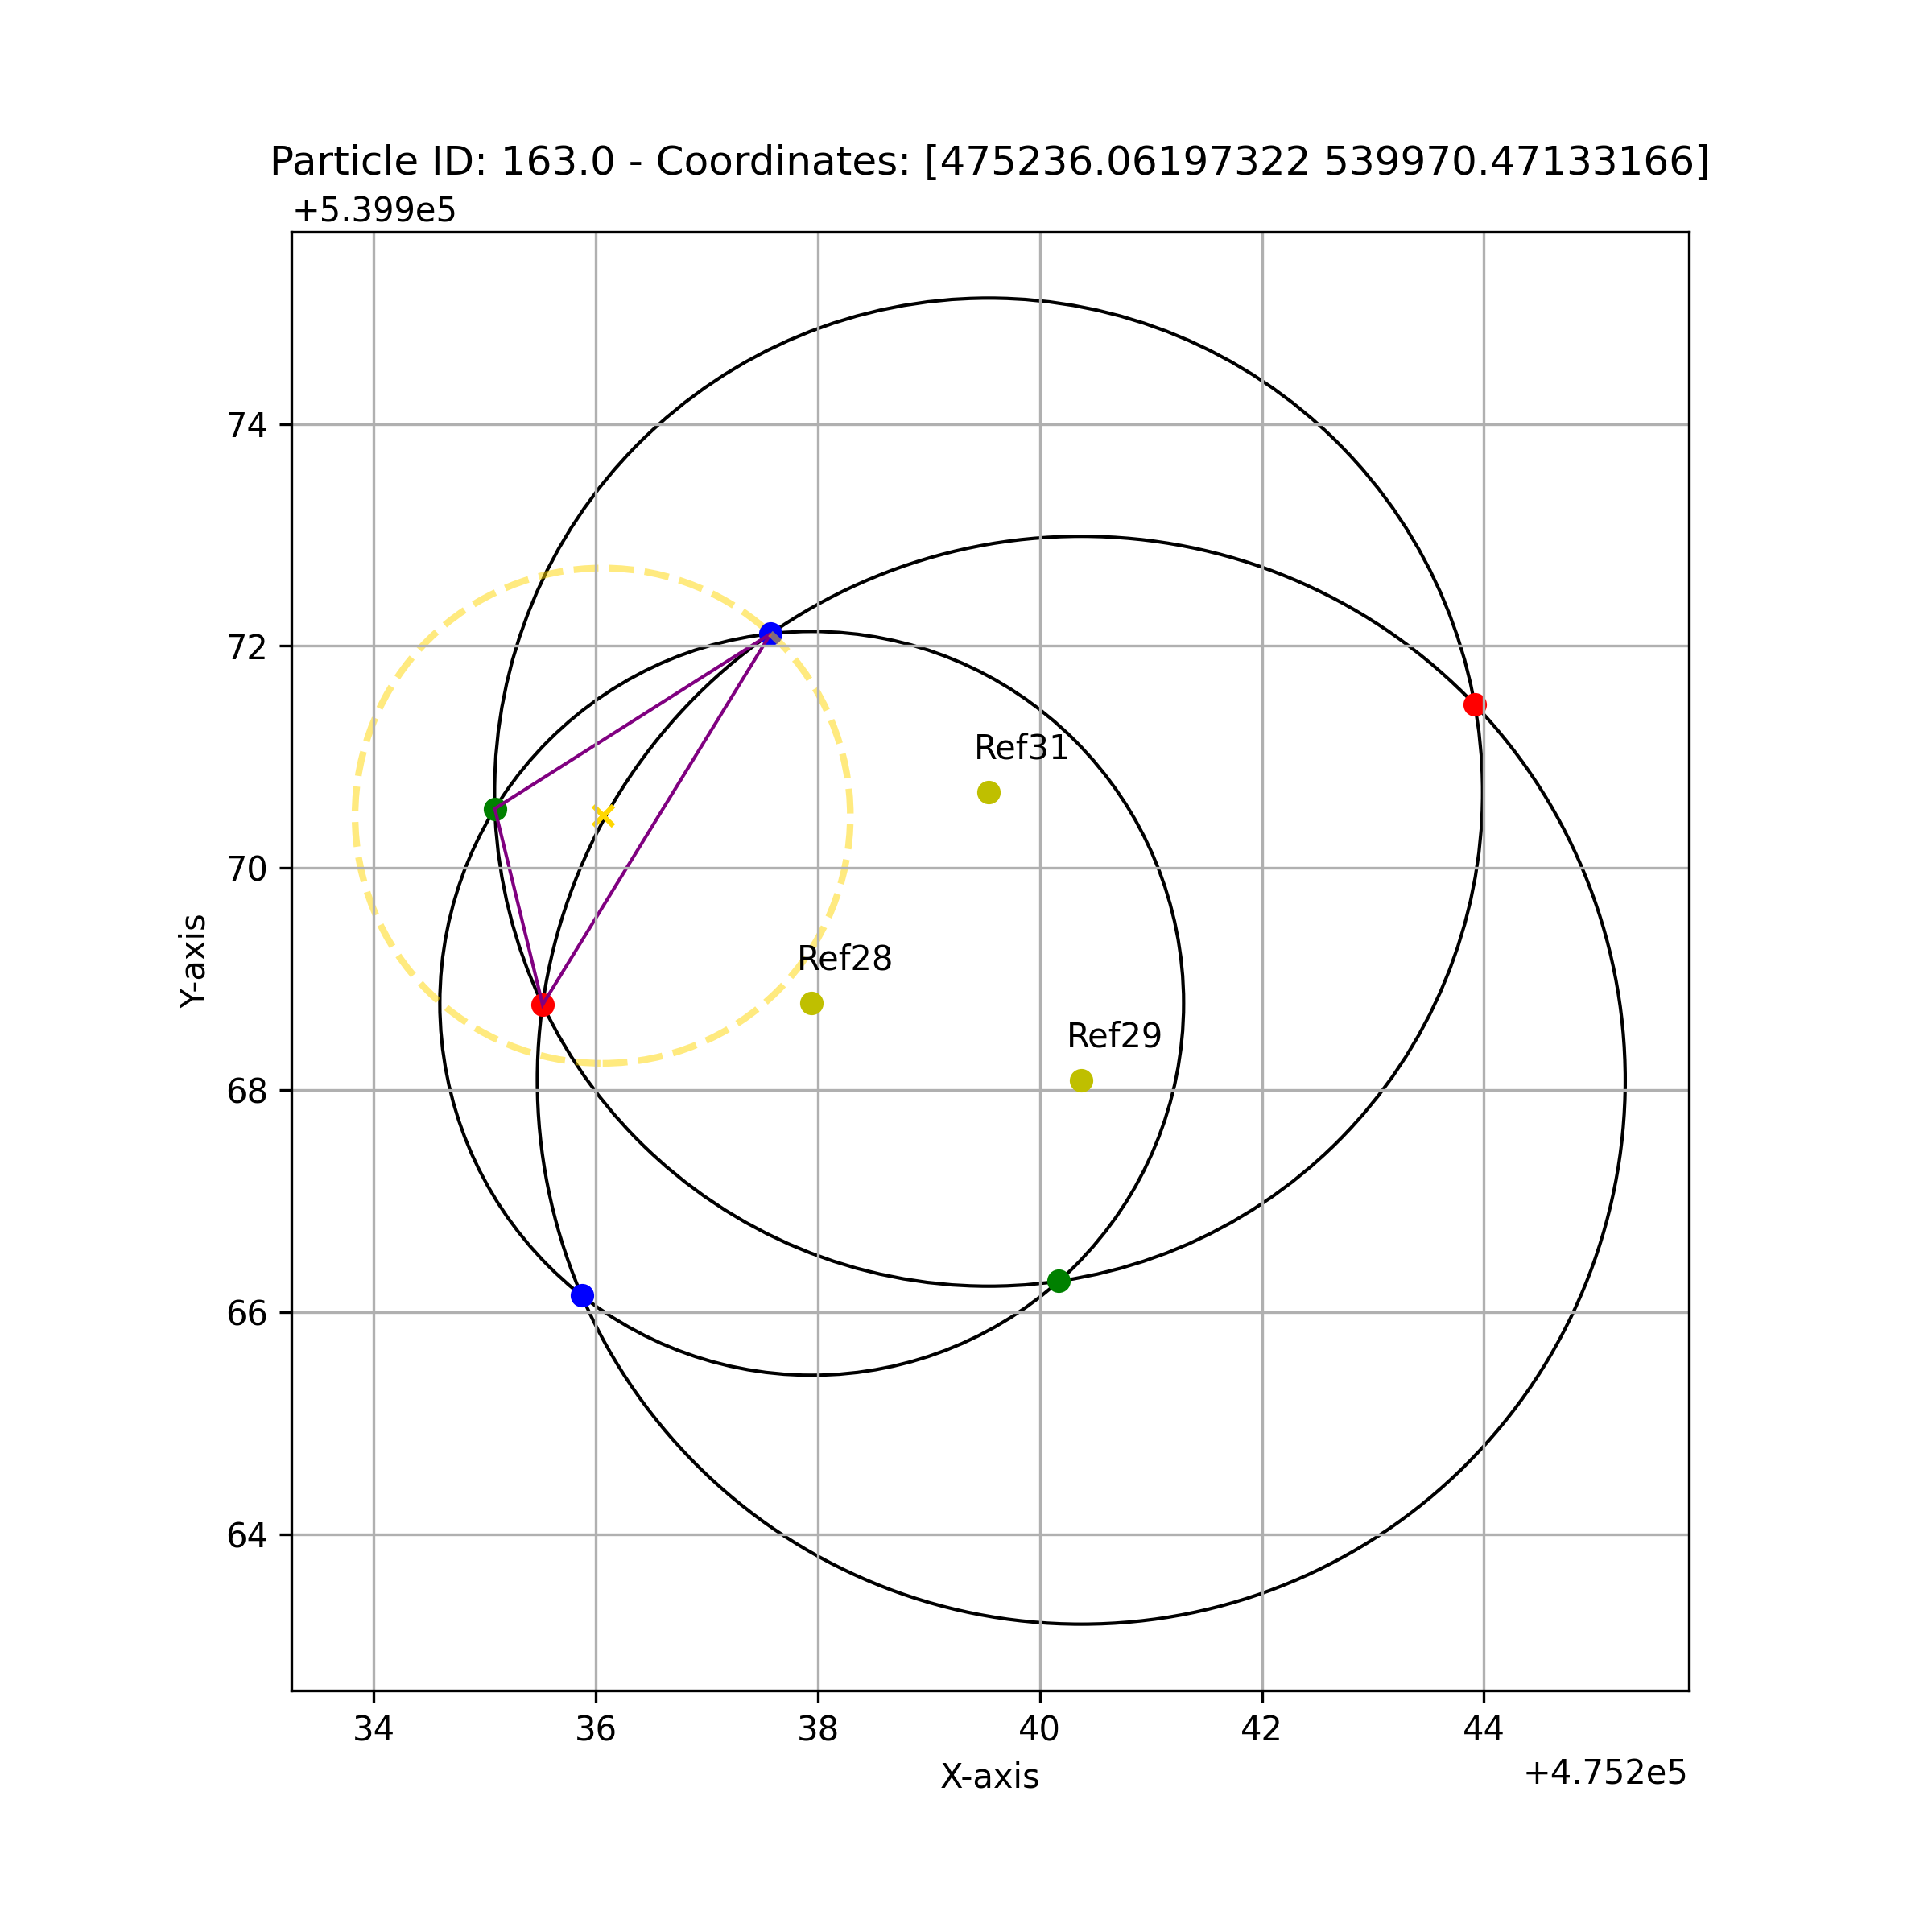 Particle ID: 163.0 - Coordinates: [475236.06197322 539970.47133166]
+5.399e5
74
72
Ref31
70
Ref28
Y-axis
Ref29
68
66
64
34 36 38 40 42 44
X-axis
+4.752e5